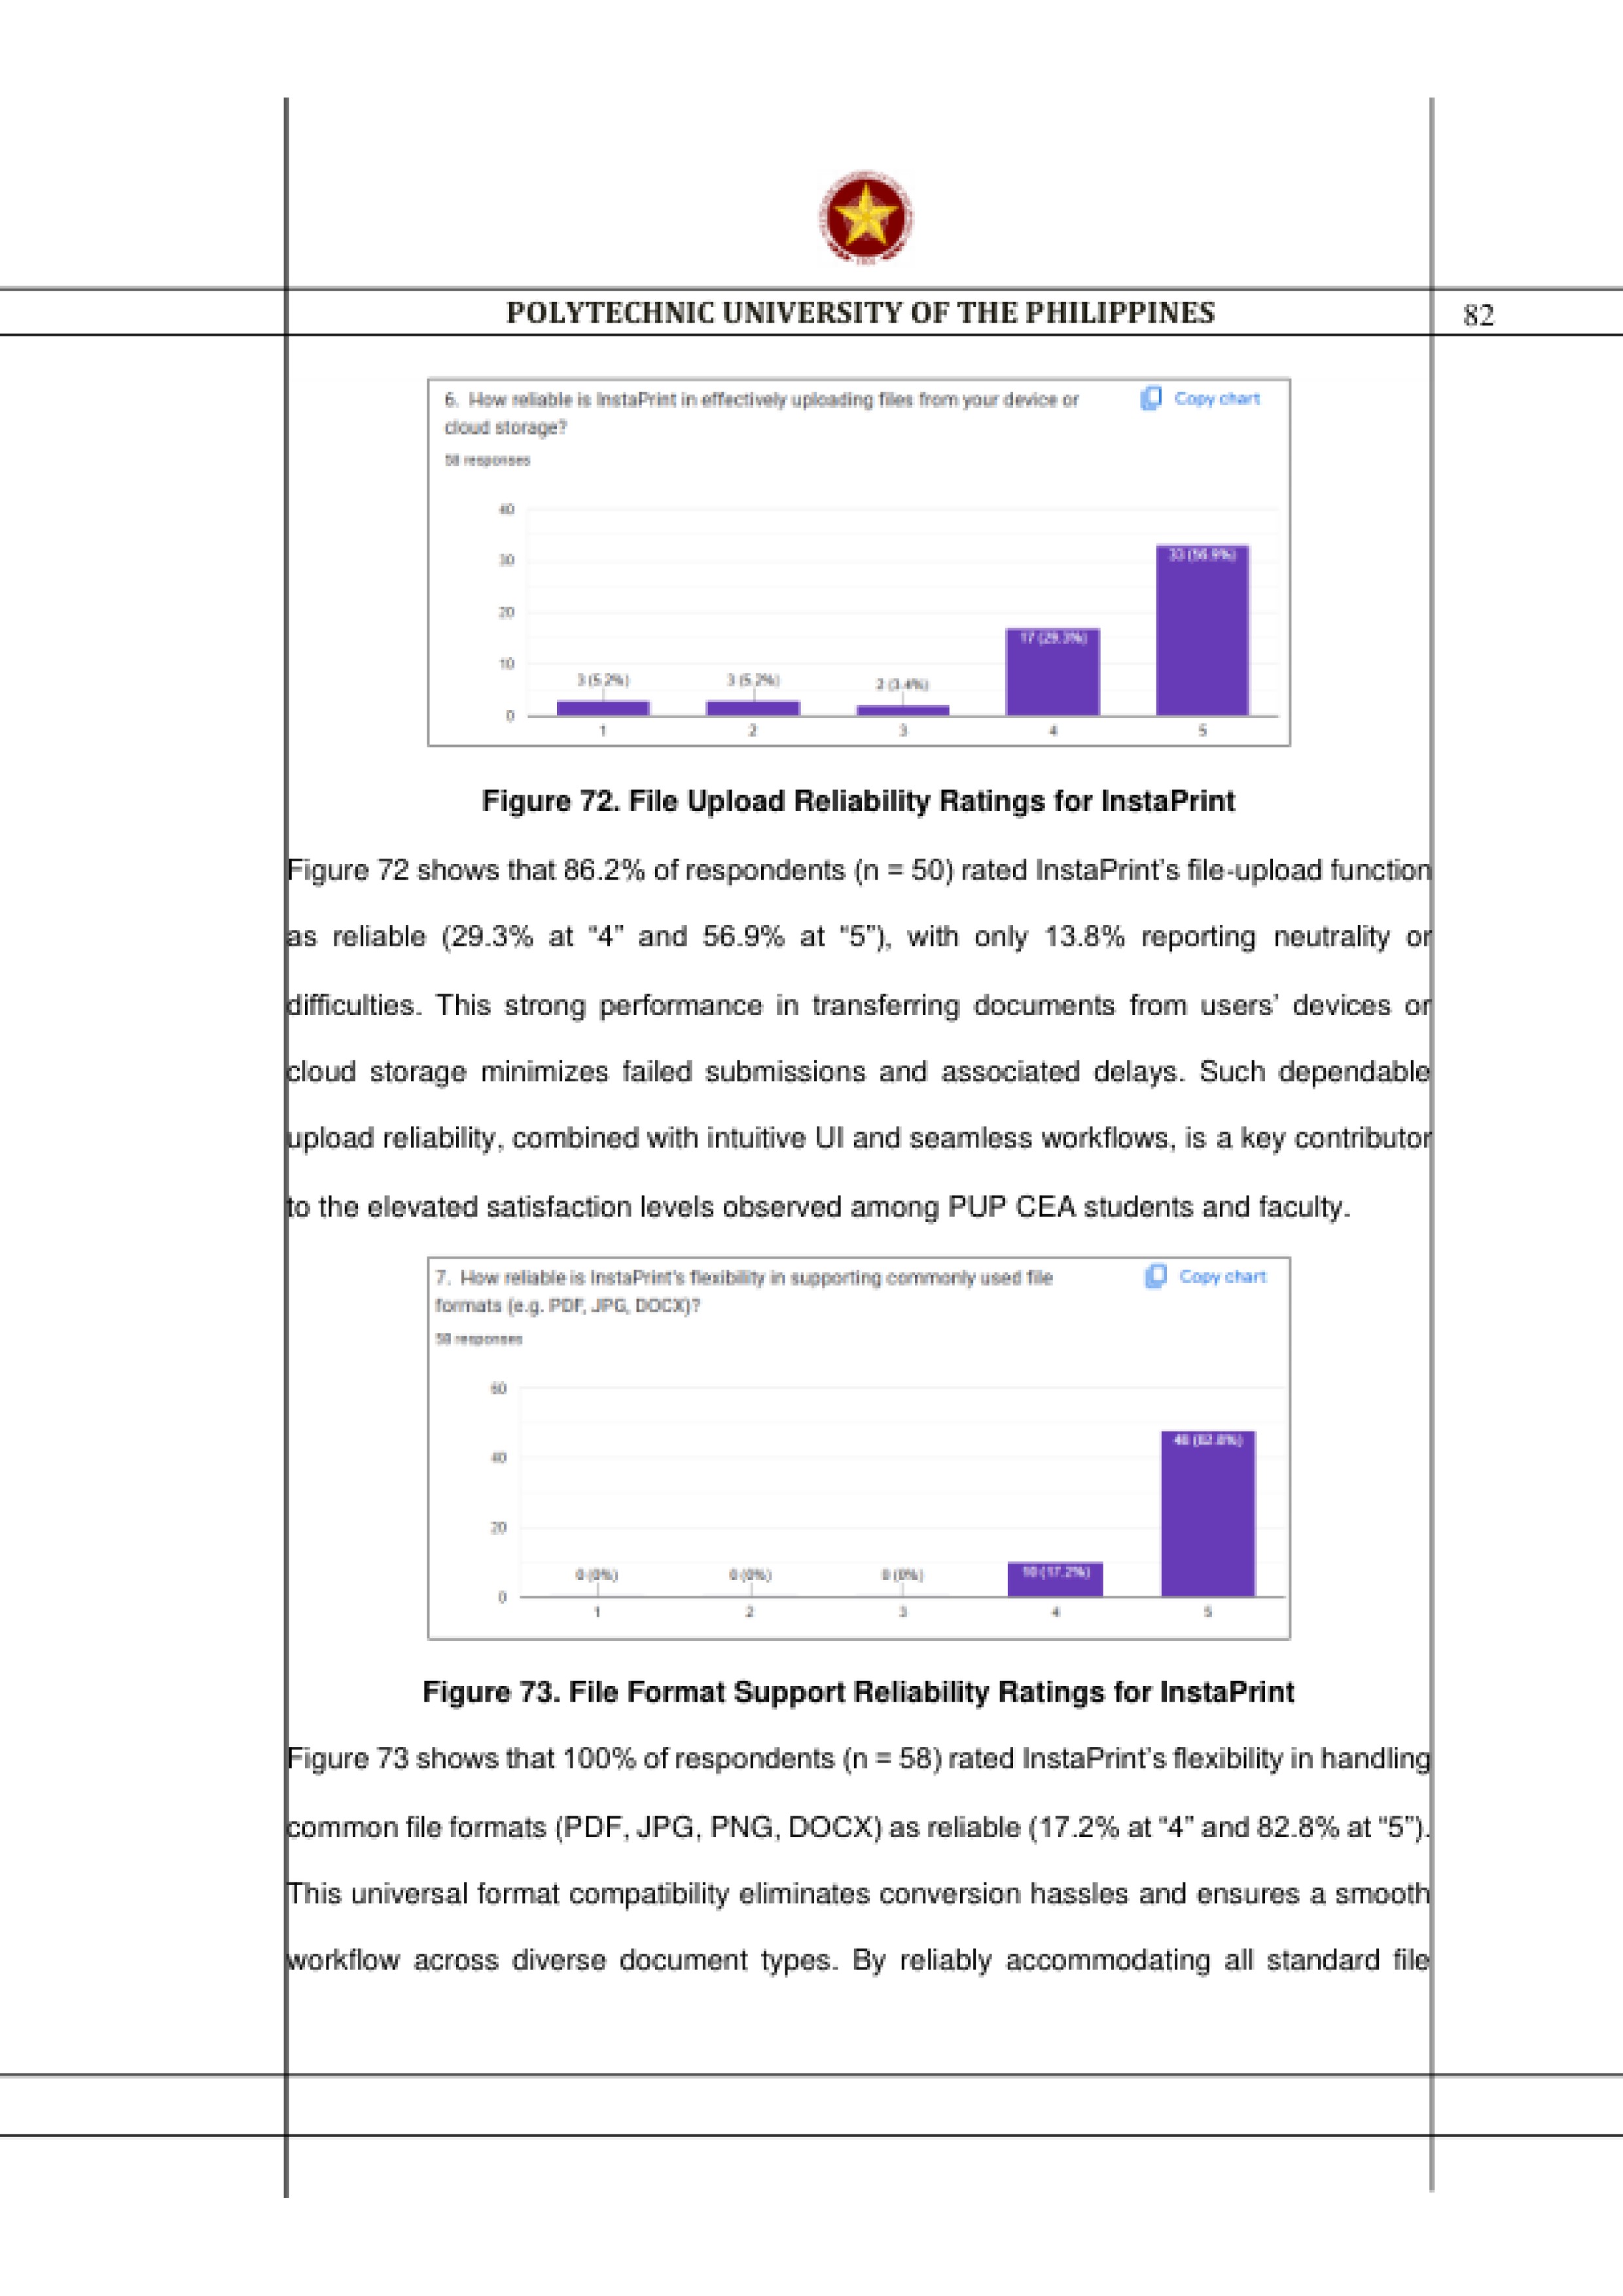 POLYTECHNIC UNIVERSITY OF THE PHILIPPINES
82
6. How reliable is InstaPrint in effectively uploading files from your device or
cloud storage?
Copy chart
58 responses
40
30
20
10
0
3 (5.2%)
3 (5.2%)
2 (3.4%)
17 (29.3%)
33 (56.9%)
1
2
3
4
5
Figure 72. File Upload Reliability Ratings for InstaPrint
Figure 72 shows that 86.2% of respondents (n = 50) rated InstaPrint’s file-upload function
as reliable (29.3% at “4” and 56.9% at “5”), with only 13.8% reporting neutrality or
difficulties. This strong performance in transferring documents from users’ devices or
cloud storage minimizes failed submissions and associated delays. Such dependable
upload reliability, combined with intuitive UI and seamless workflows, is a key contributor
to the elevated satisfaction levels observed among PUP CEA students and faculty.
7. How reliable is InstaPrint's flexibility in supporting commonly used file
formats (e.g. PDF, JPG, DOCX)?
Copy chart
58 responses
60
40
20
0
0 (0%)
0 (0%)
0 (0%)
10 (17.2%)
48 (82.8%)
1
2
3
4
5
Figure 73. File Format Support Reliability Ratings for InstaPrint
Figure 73 shows that 100% of respondents (n = 58) rated InstaPrint’s flexibility in handling
common file formats (PDF, JPG, PNG, DOCX) as reliable (17.2% at “4” and 82.8% at “5”).
This universal format compatibility eliminates conversion hassles and ensures a smooth
workflow across diverse document types. By reliably accommodating all standard file